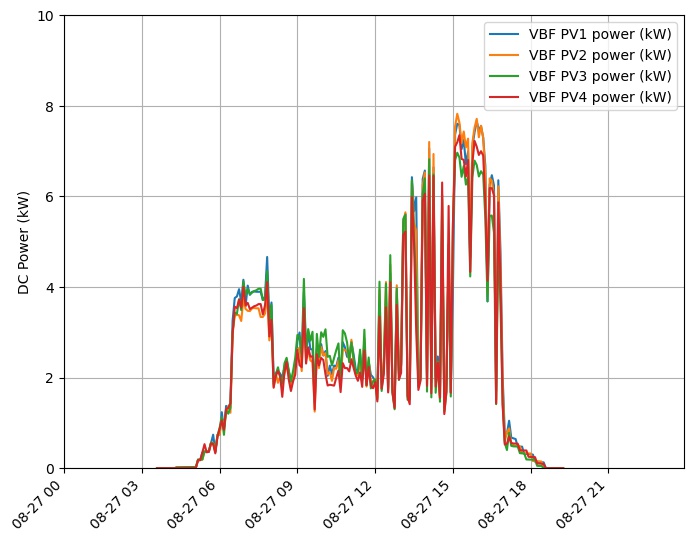 10
8
6
4
2
0
DC Power (kW)
VBF PV1 power (kW)
VBF PV2 power (kW)
VBF PV3 power (kW)
VBF PV4 power (kW)
08-27 00
08-27 03
08-27 06
08-27 09
08-27 12
08-27 15
08-27 18
08-27 21